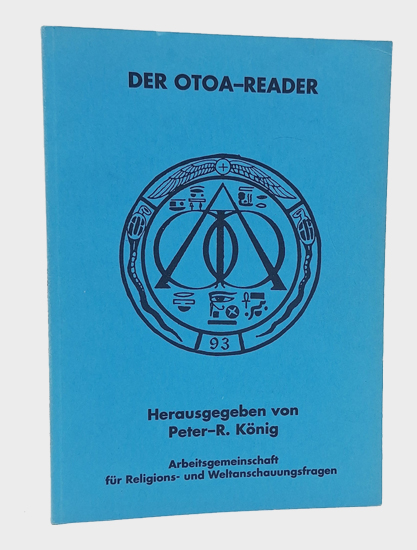 DER OTOA–READER
93
Herausgegeben von
Peter–R. König
Arbeitsgemeinschaft
für Religions- und Weltanschauungsfragen